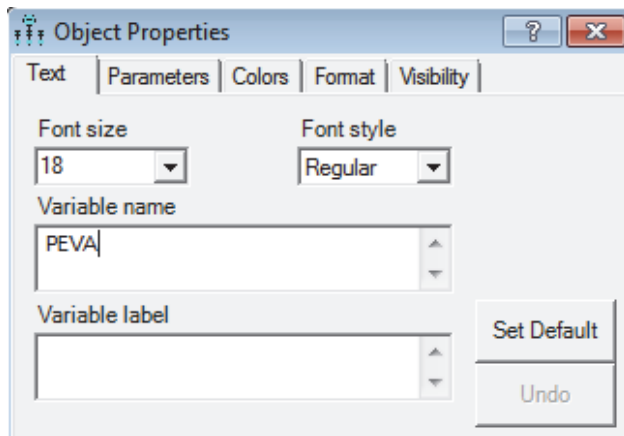 Object Properties ?
Text Parameters Colors Format Visibility
Font size Font style
18 Regular
Variable name
PEVA
Variable label
Set Default
Undo